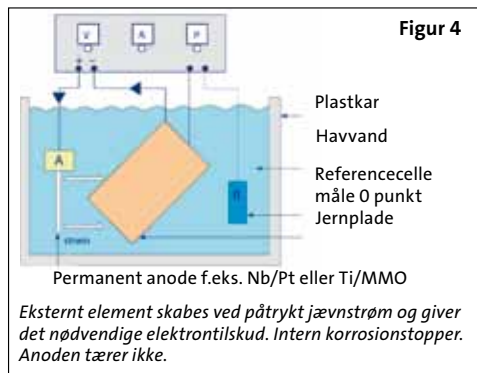 Figur 4
V A P
+ −
Plastkar
Havvand
A
Referencecelle
måle 0 punkt
R
Jernplade
strøm
Permanent anode f.eks. Nb/Pt eller Ti/MMO
Eksternt element skabes ved påtrykt jævnstrøm og giver
det nødvendige elektrontilskud. Intern korrosionstopper.
Anoden tærer ikke.